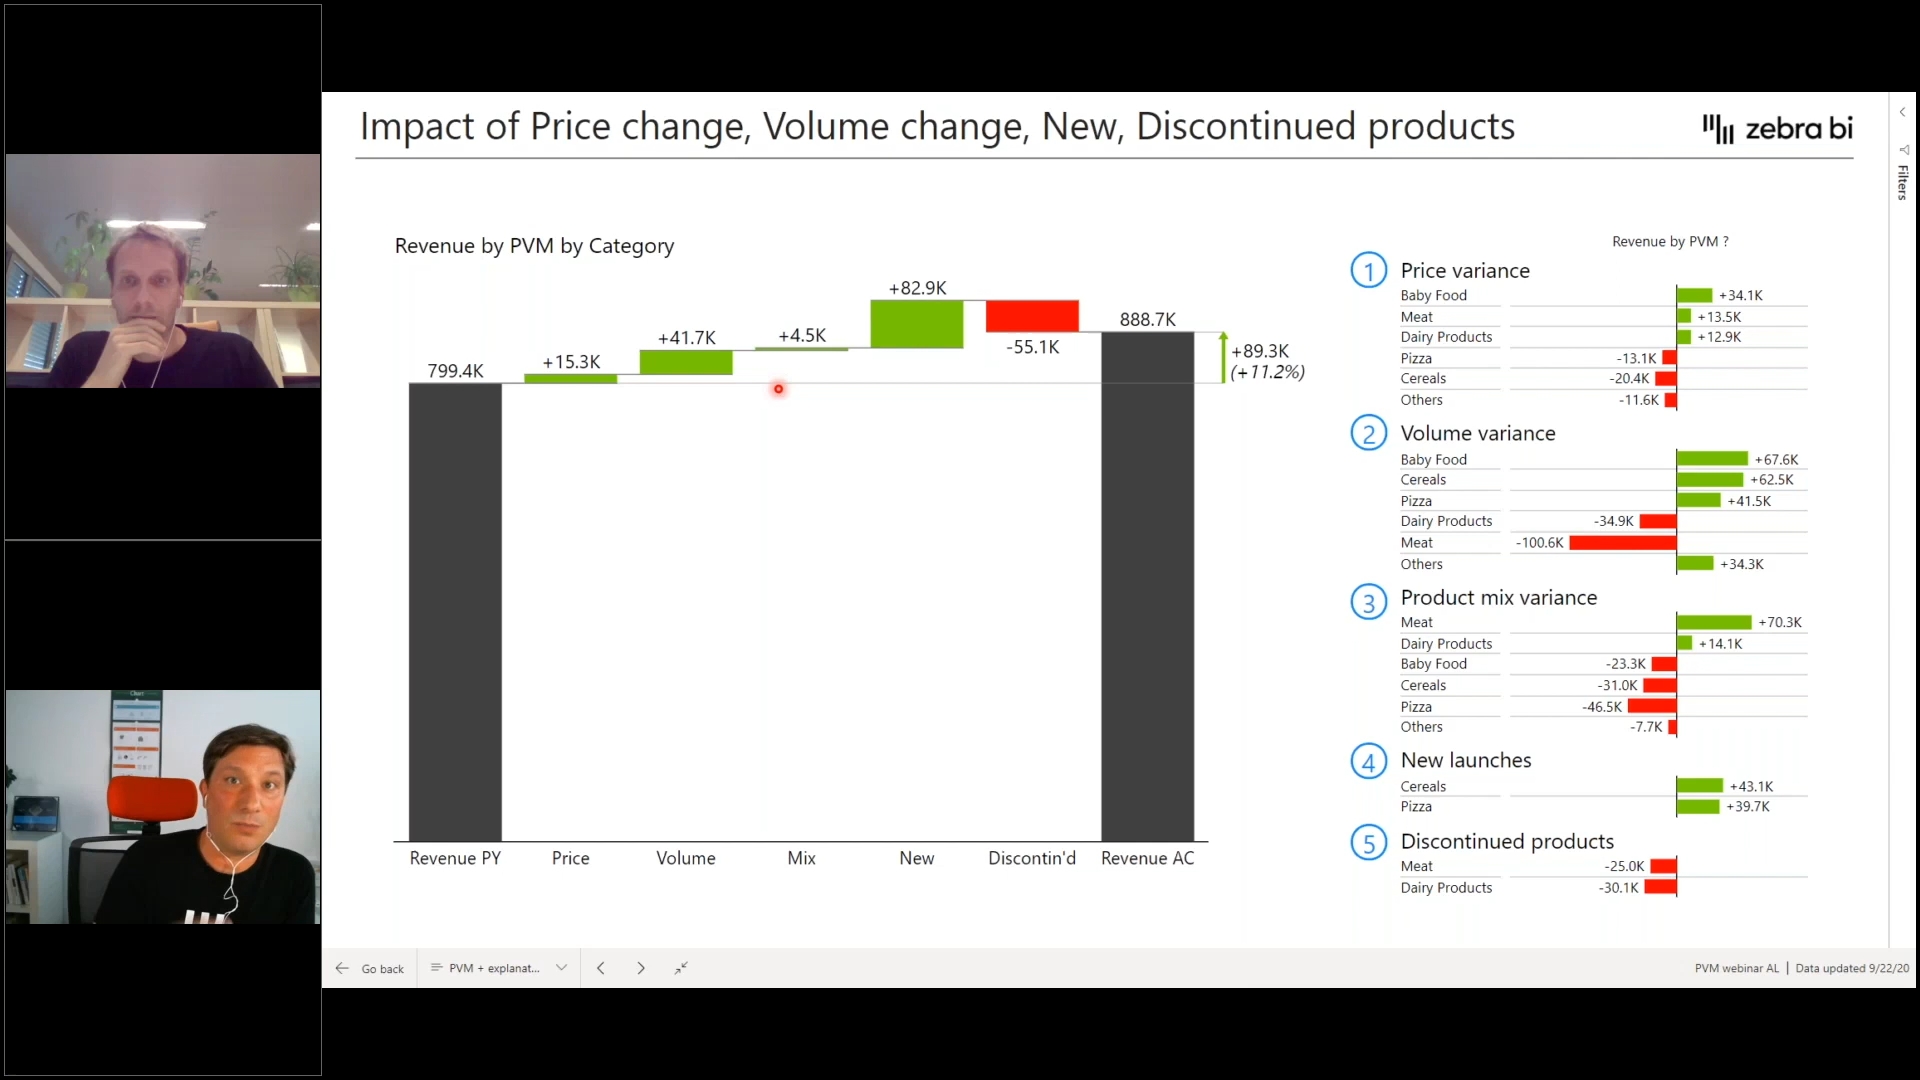 Impact of Price change, Volume change, New, Discontinued products
zebra bi
Filters
Revenue by PVM by Category
799.4K
+15.3K
+41.7K
+4.5K
+82.9K
-55.1K
888.7K
+89.3K
(+11.2%)
Revenue PY Price Volume Mix New Discontin'd Revenue AC
Revenue by PVM ?
1 Price variance
Baby Food +34.1K
Meat +13.5K
Dairy Products +12.9K
Pizza -13.1K
Cereals -20.4K
Others -11.6K
2 Volume variance
Baby Food +67.6K
Cereals +62.5K
Pizza +41.5K
Dairy Products -34.9K
Meat -100.6K
Others +34.3K
3 Product mix variance
Meat +70.3K
Dairy Products +14.1K
Baby Food -23.3K
Cereals -31.0K
Pizza -46.5K
Others -7.7K
4 New launches
Cereals +43.1K
Pizza +39.7K
5 Discontinued products
Meat -25.0K
Dairy Products -30.1K
Go back PVM + explanat... PVM webinar AL | Data updated 9/22/20